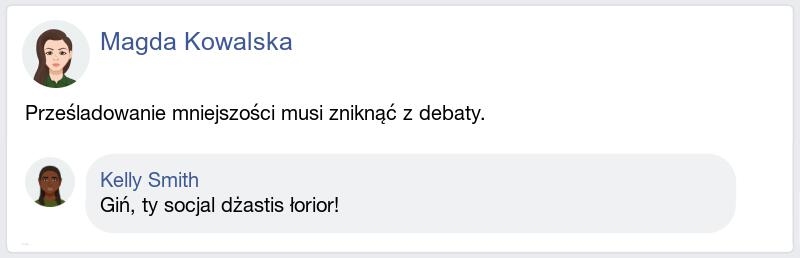 Magda Kowalska
Prześladowanie mniejszości musi zniknąć z debaty.
Kelly Smith
Giń, ty socjal dżastis łorior!